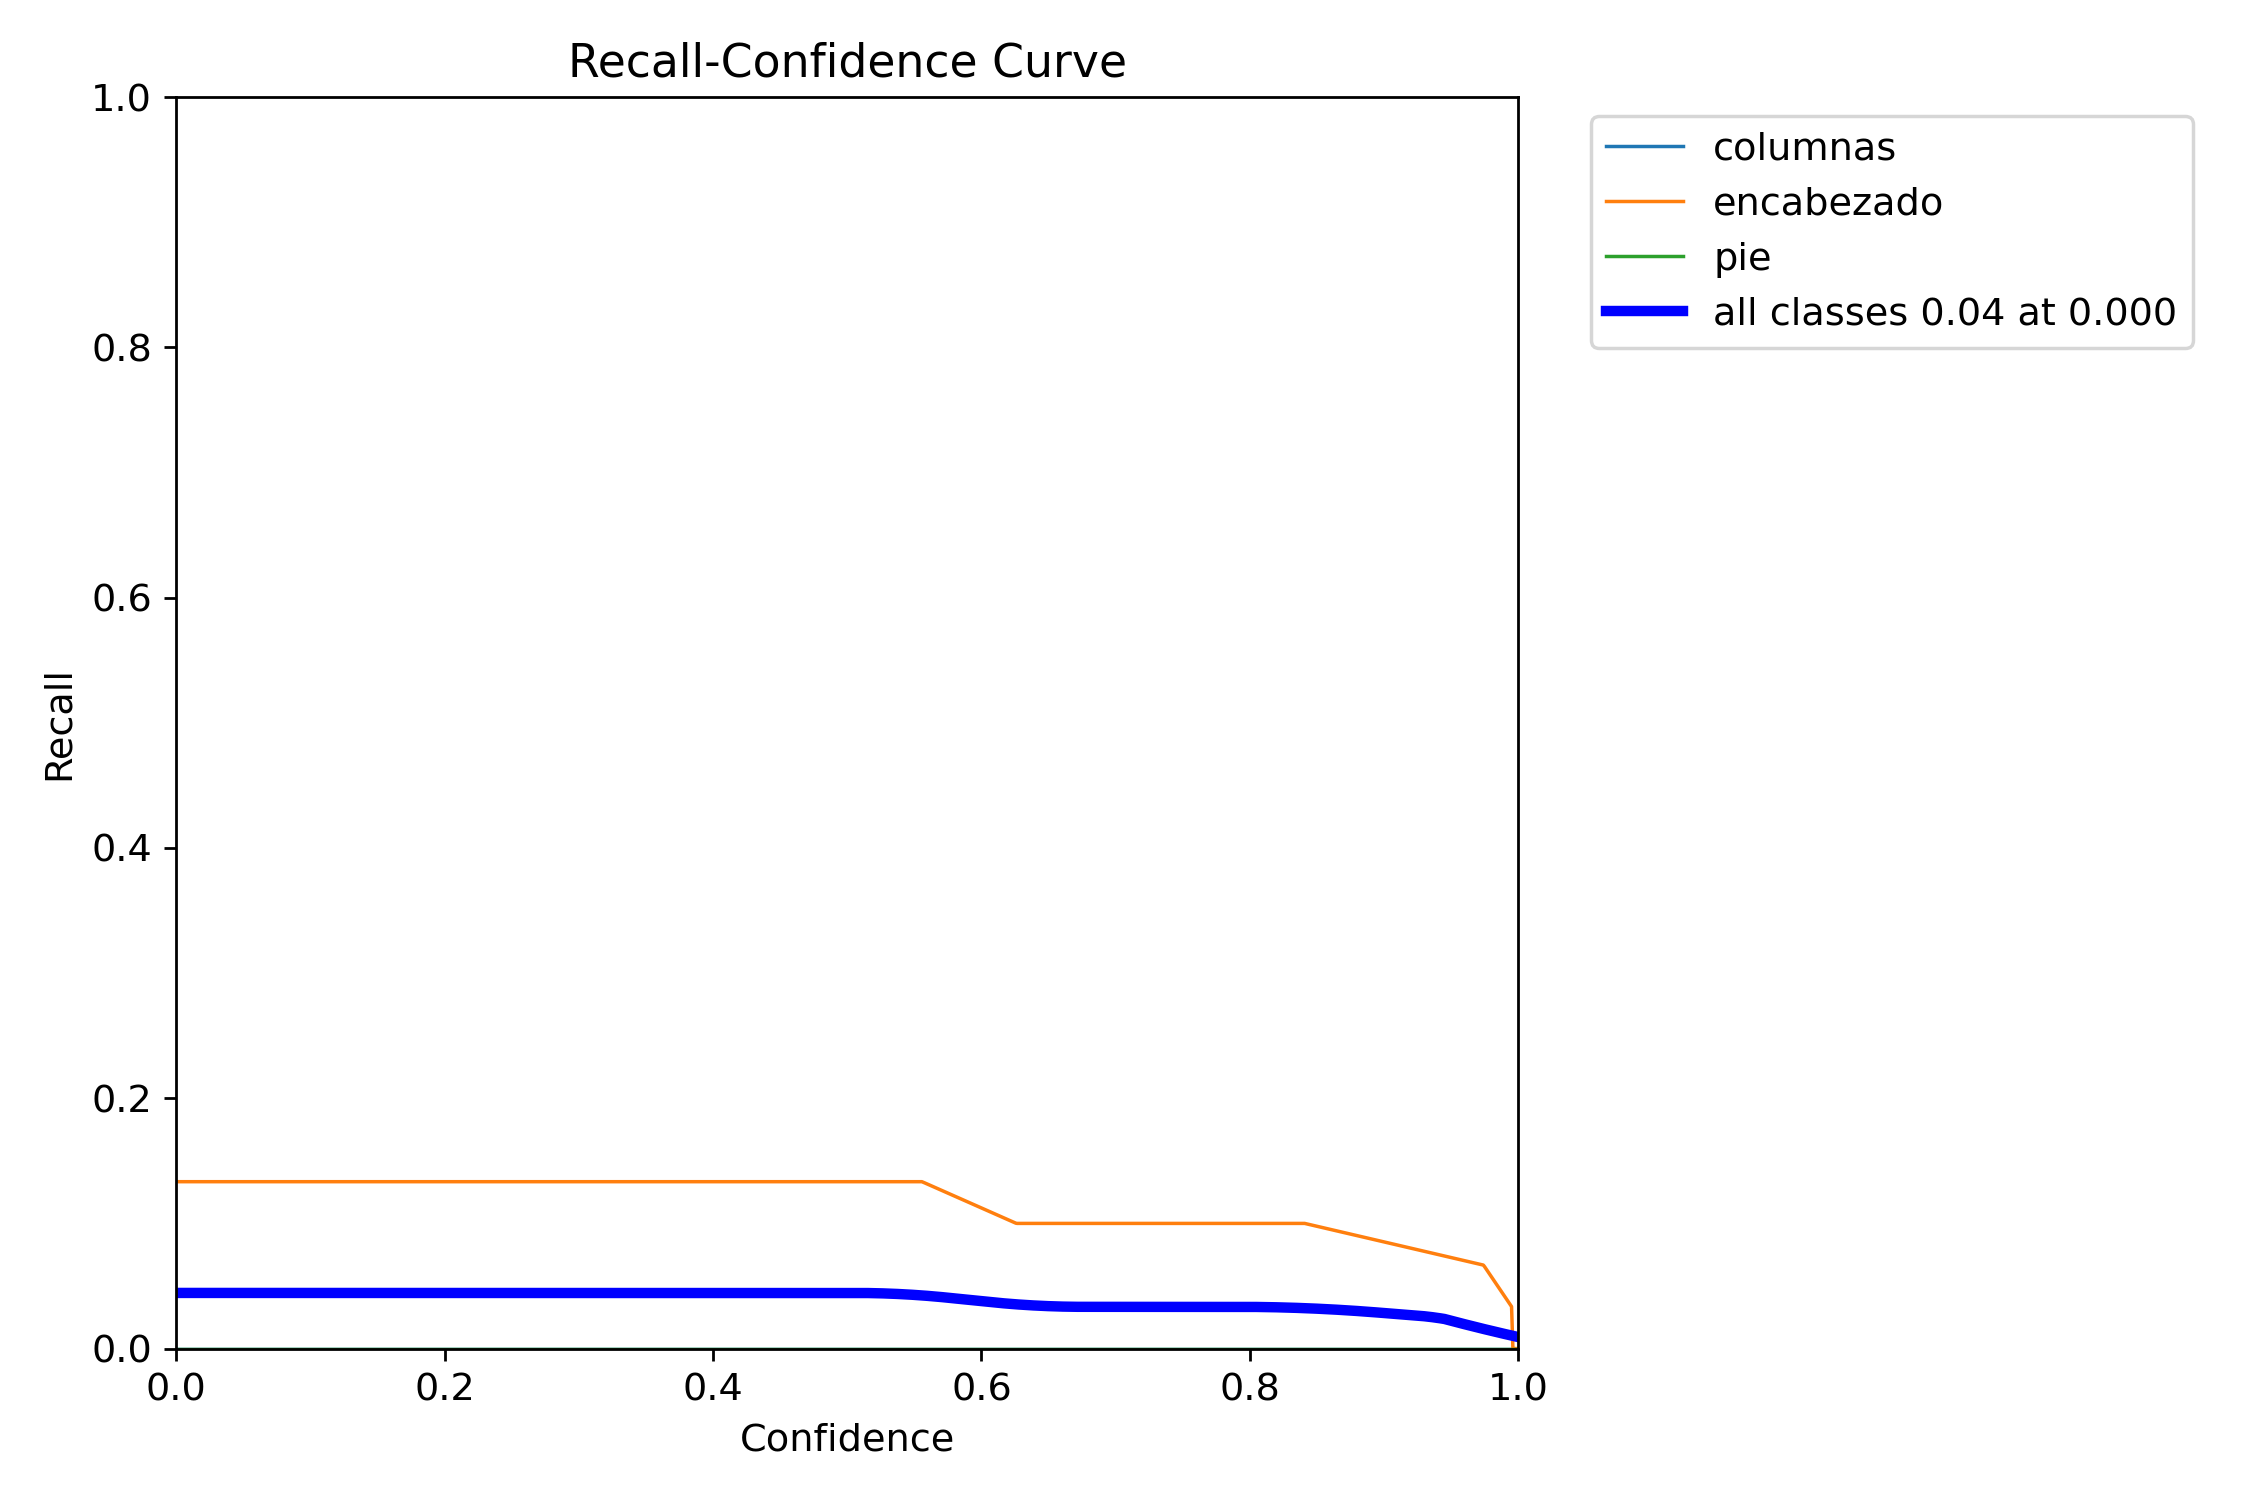 Recall-Confidence Curve
1.0
0.8
0.6
0.4
0.2
0.0
Recall
0.0 0.2 0.4 0.6 0.8 1.0
Confidence
columnas
encabezado
pie
all classes 0.04 at 0.000